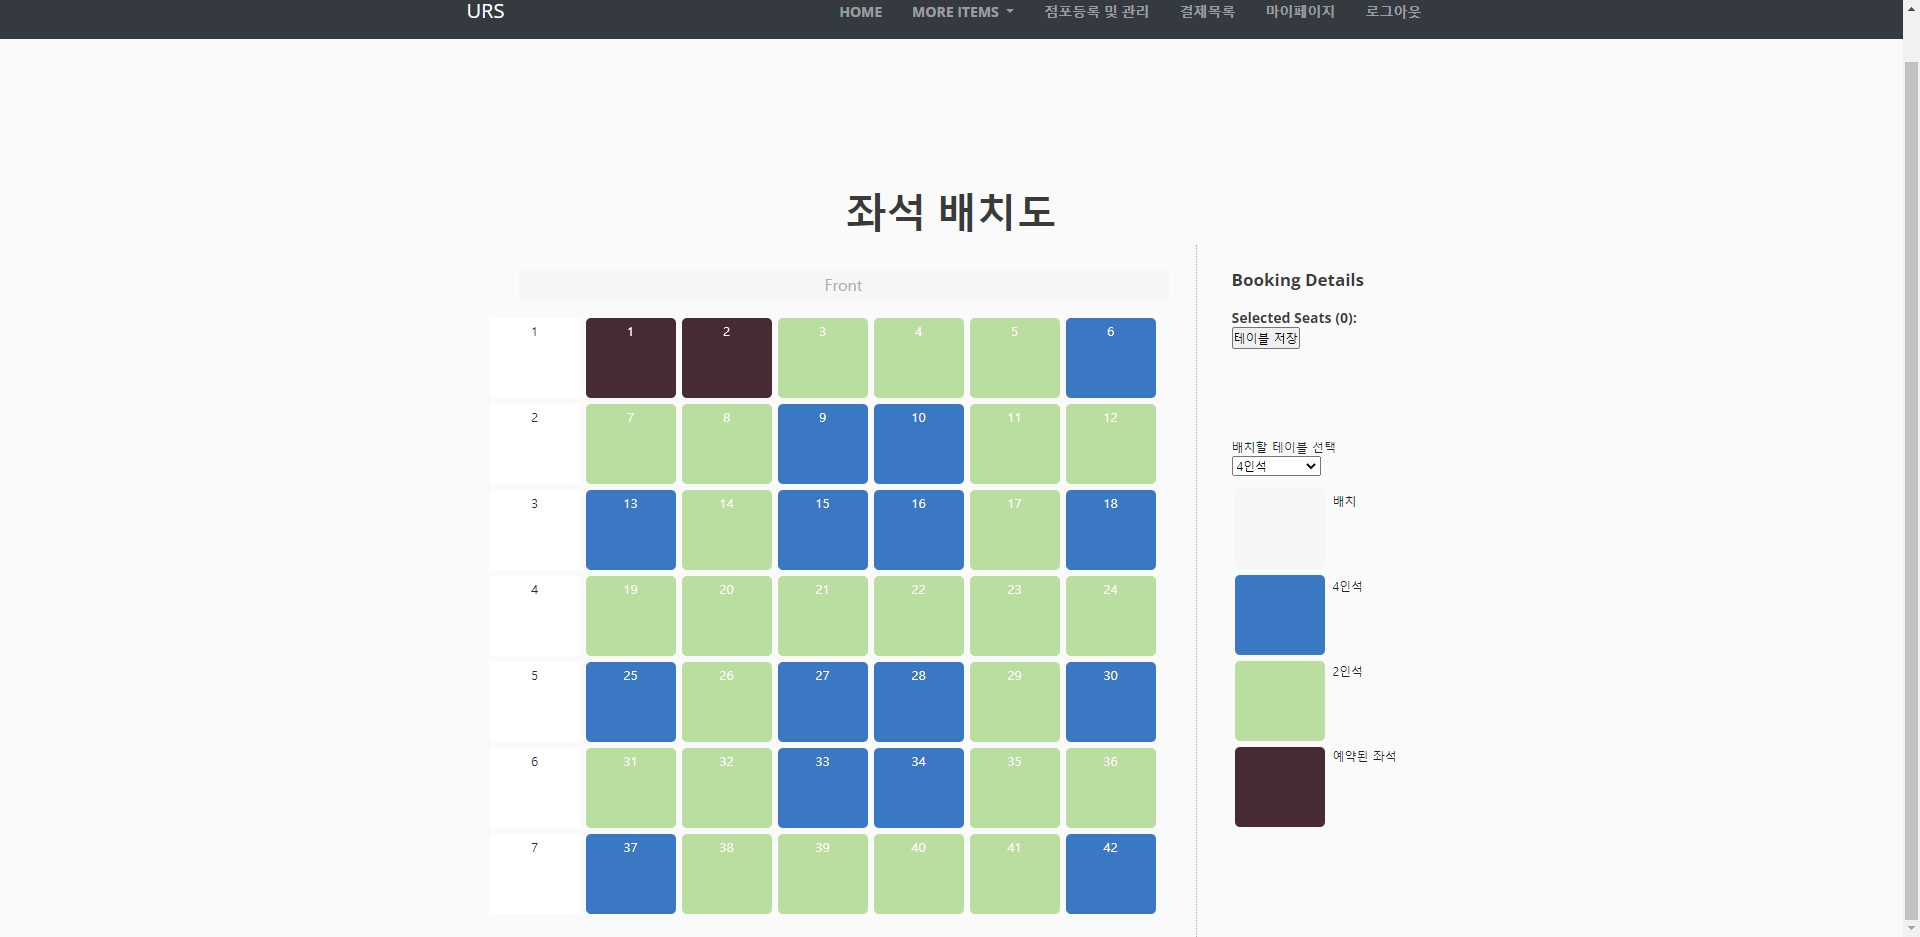 URS
HOME MORE ITEMS 점포등록 및 관리 결제목록 마이페이지 로그아웃
좌석 배치도
Front
1 1 2 3 4 5 6
2 7 8 9 10 11 12
3 13 14 15 16 17 18
4 19 20 21 22 23 24
5 25 26 27 28 29 30
6 31 32 33 34 35 36
7 37 38 39 40 41 42
Booking Details
Selected Seats (0):
테이블 저장
배치할 테이블 선택
4인석
배치
4인석
2인석
예약된 좌석